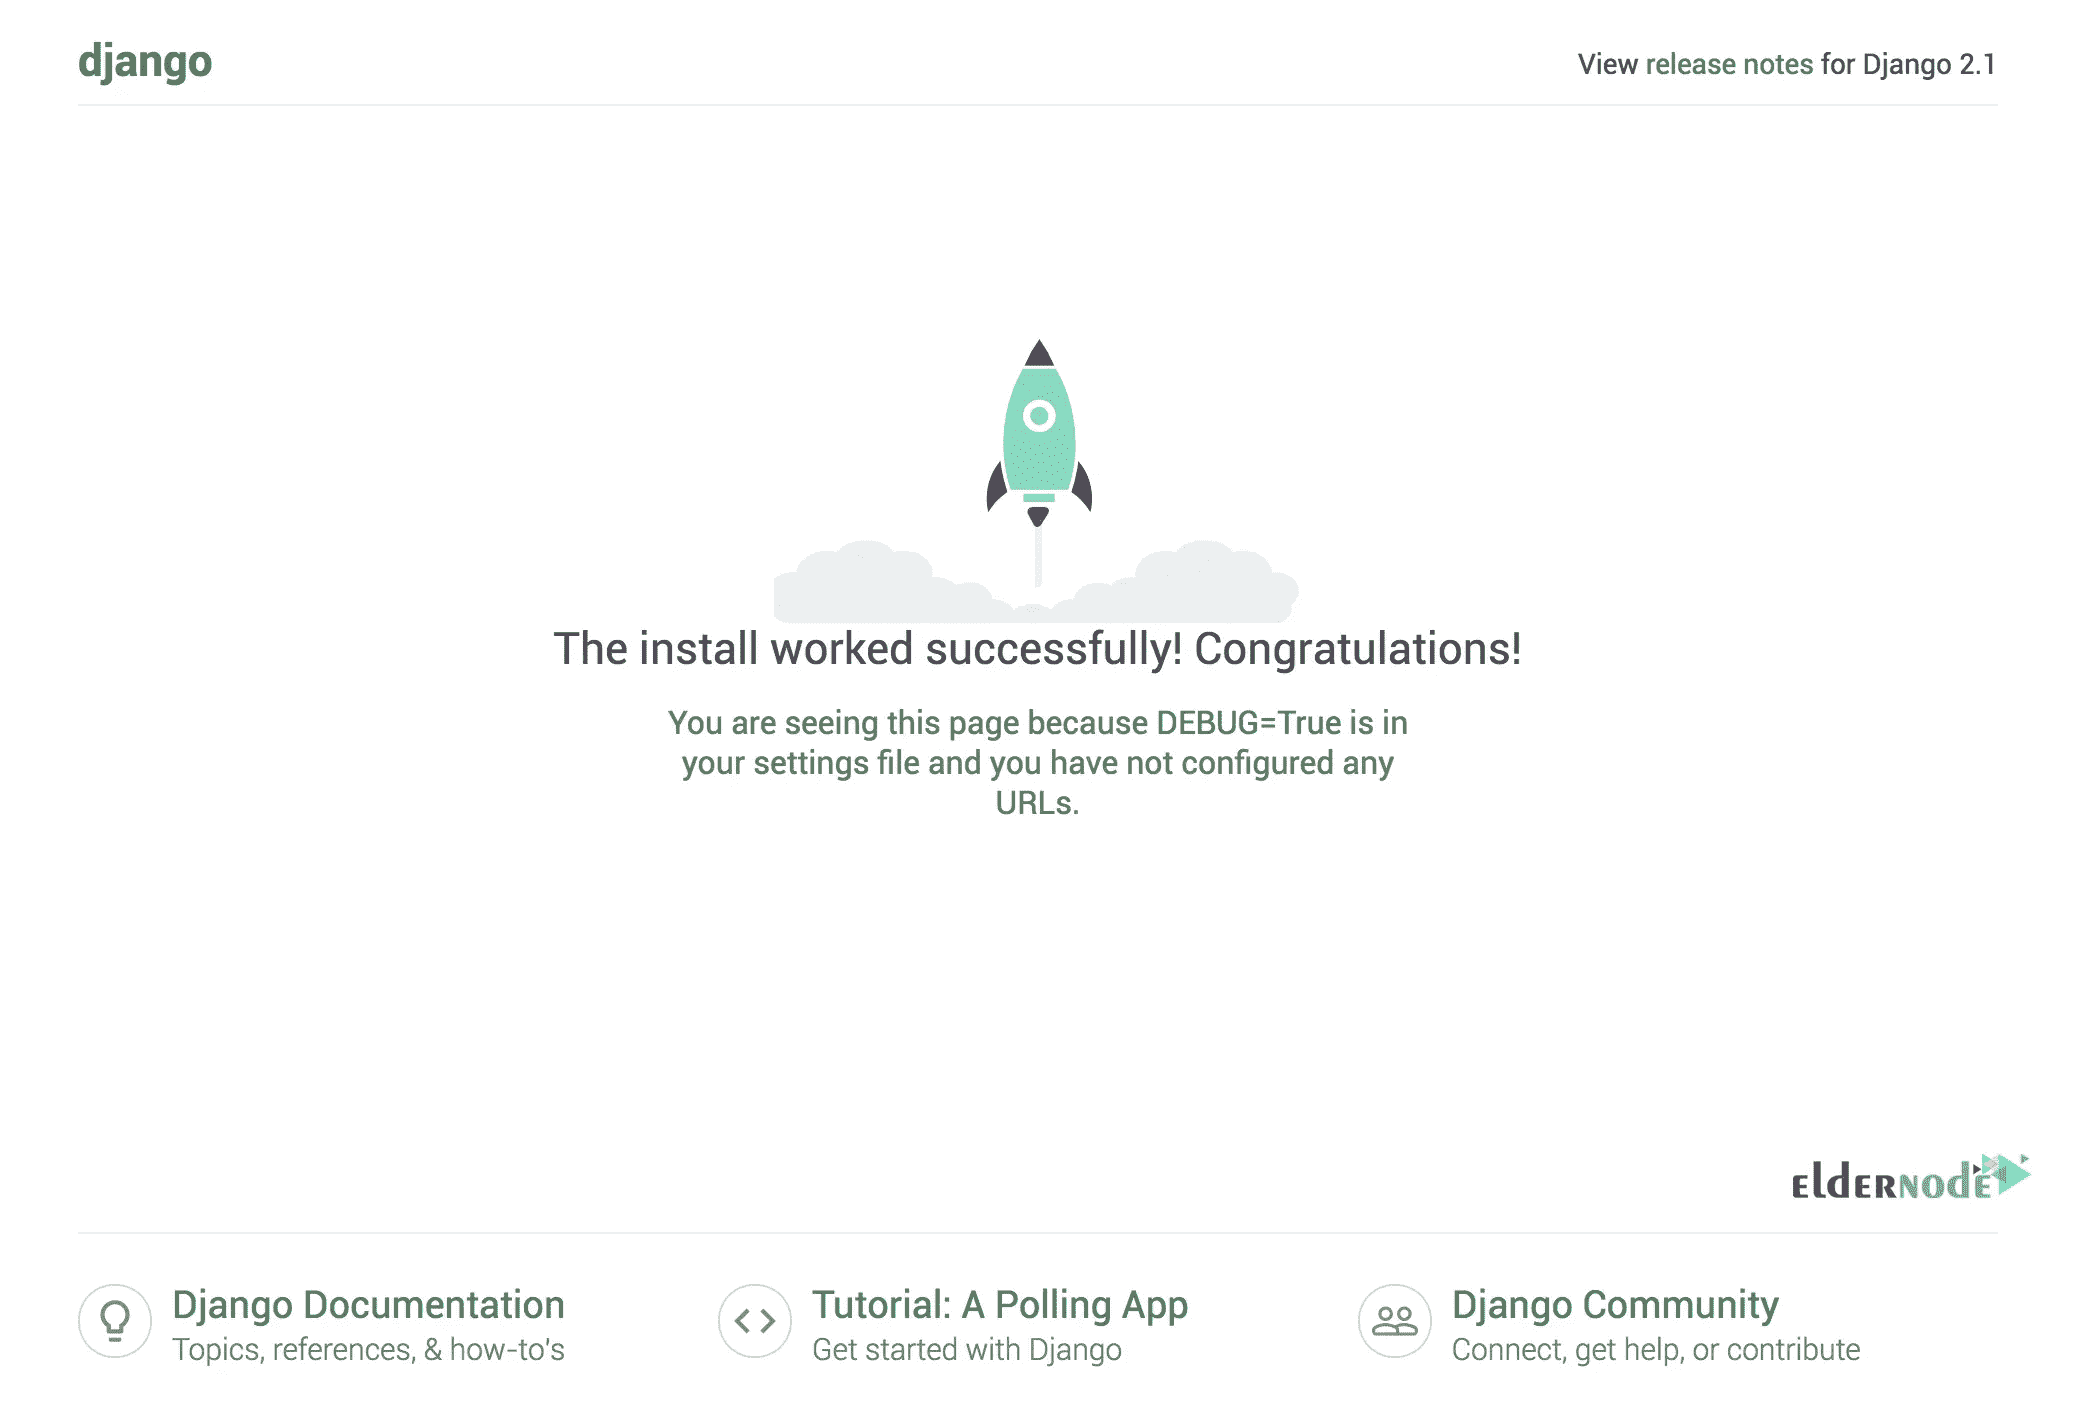 django
View release notes for Django 2.1
The install worked successfully! Congratulations!
You are seeing this page because DEBUG=True is in
your settings file and you have not configured any
URLs.
ELDERNODE
Django Documentation
Topics, references, & how-to's
Tutorial: A Polling App
Get started with Django
Django Community
Connect, get help, or contribute